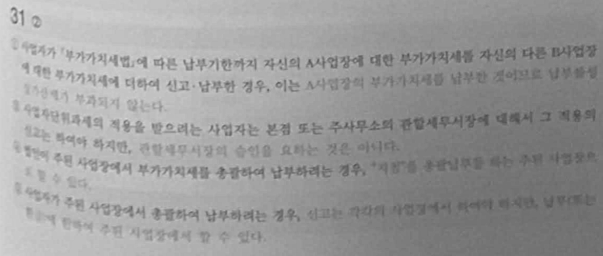 31 ②
① 사업자가 「부가가치세법」에 따른 납부기한까지 자신의 A사업장에 대한 부가가치세를 자신의 다른 B사업장
에 대한 부가가치세에 더하여 신고·납부한 경우, 이는 A사업장의 부가가치세를 납부한 것이므로 납부불성
실가산세가 부과되지 않는다.
③ 사업자단위과세의 적용을 받으려는 사업자는 본점 또는 주사무소의 관할세무서장에 대해서 그 적용의
신고는 하여야 하지만, 관할세무서장의 승인을 요하는 것은 아니다.
④ 법인이 주된 사업장에서 부가가치세를 총괄하여 납부하려는 경우, "지점"를 총괄납부를 하는 주된 사업장으
로 할 수 있다.
⑤ 사업자가 주된 사업장에서 총괄하여 납부하려는 경우, 신고는 각각의 사업장에서 하여야 하지만, 납부(또는
환급)에 한하여 주된 사업장에서 할 수 있다.